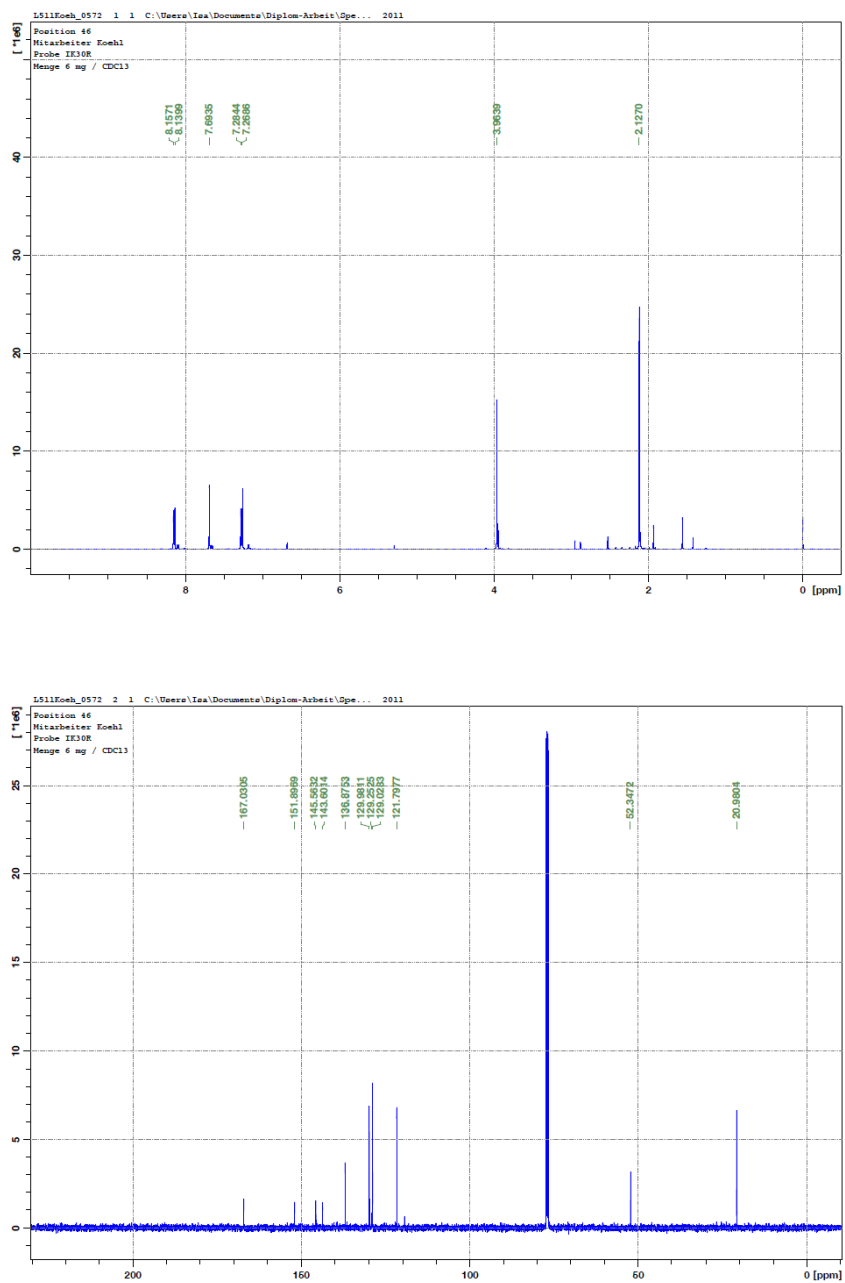 L511Koeh_0572 1 1 C:\Users\Isa\Documents\Diplom-Arbeit\Spe... 2011
[ *1e6]
Position 46
Mitarbeiter Koehl
Probe IK30R
Menge 6 mg / CDCl3
8.1571
8.1399
7.6935
7.2844
7.2686
3.9639
2.1270
40
30
20
10
0
8 6 4 2 0 [ppm]
L511Koeh_0572 2 1 C:\Users\Isa\Documents\Diplom-Arbeit\Spe... 2011
[ *1e6]
Position 46
Mitarbeiter Koehl
Probe IK30R
Menge 6 mg / CDCl3
167.0305
151.8969
145.5632
143.6014
136.8753
129.9811
129.2525
129.0283
121.7977
52.3472
20.9804
25
20
15
10
5
0
200 150 100 50 0 [ppm]